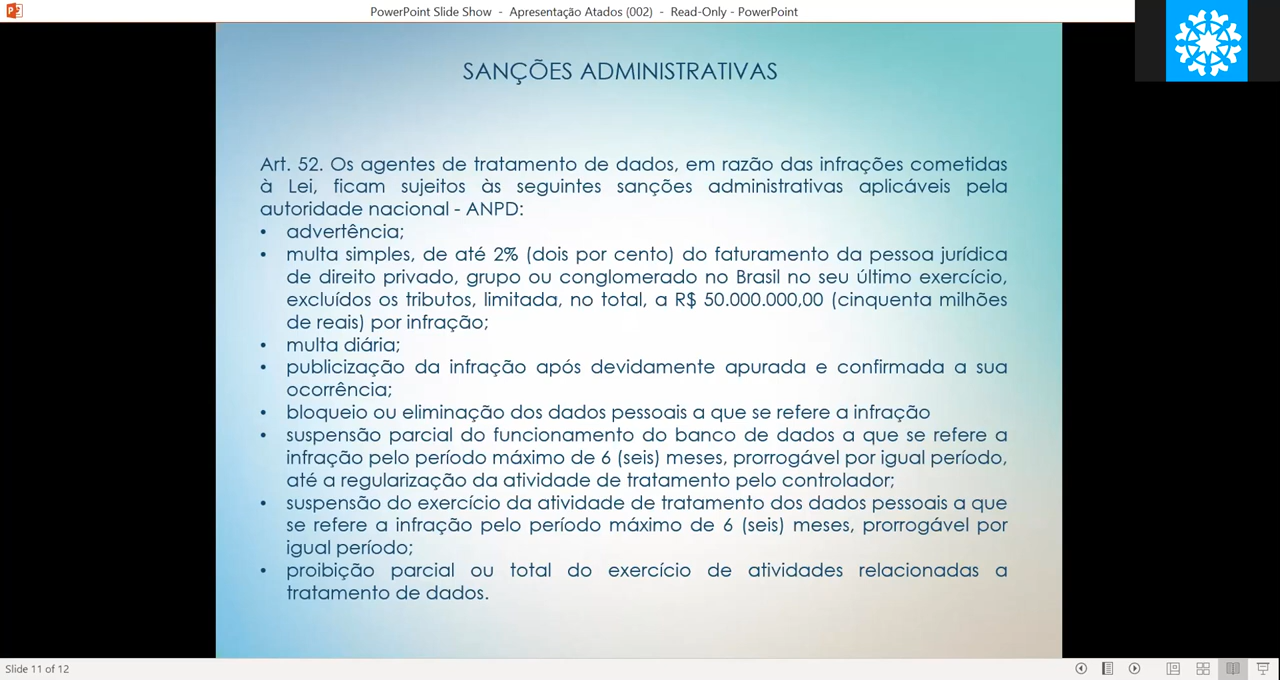 PowerPoint Slide Show - Apresentação Atados (002) - Read-Only - PowerPoint
SANÇÕES ADMINISTRATIVAS
Art. 52. Os agentes de tratamento de dados, em razão das infrações cometidas
à Lei, ficam sujeitos às seguintes sanções administrativas aplicáveis pela
autoridade nacional - ANPD:
• advertência;
• multa simples, de até 2% (dois por cento) do faturamento da pessoa jurídica
de direito privado, grupo ou conglomerado no Brasil no seu último exercício,
excluídos os tributos, limitada, no total, a R$ 50.000.000,00 (cinquenta milhões
de reais) por infração;
• multa diária;
• publicização da infração após devidamente apurada e confirmada a sua
ocorrência;
• bloqueio ou eliminação dos dados pessoais a que se refere a infração
• suspensão parcial do funcionamento do banco de dados a que se refere a
infração pelo período máximo de 6 (seis) meses, prorrogável por igual período,
até a regularização da atividade de tratamento pelo controlador;
• suspensão do exercício da atividade de tratamento dos dados pessoais a que
se refere a infração pelo período máximo de 6 (seis) meses, prorrogável por
igual período;
• proibição parcial ou total do exercício de atividades relacionadas a
tratamento de dados.
Slide 11 of 12